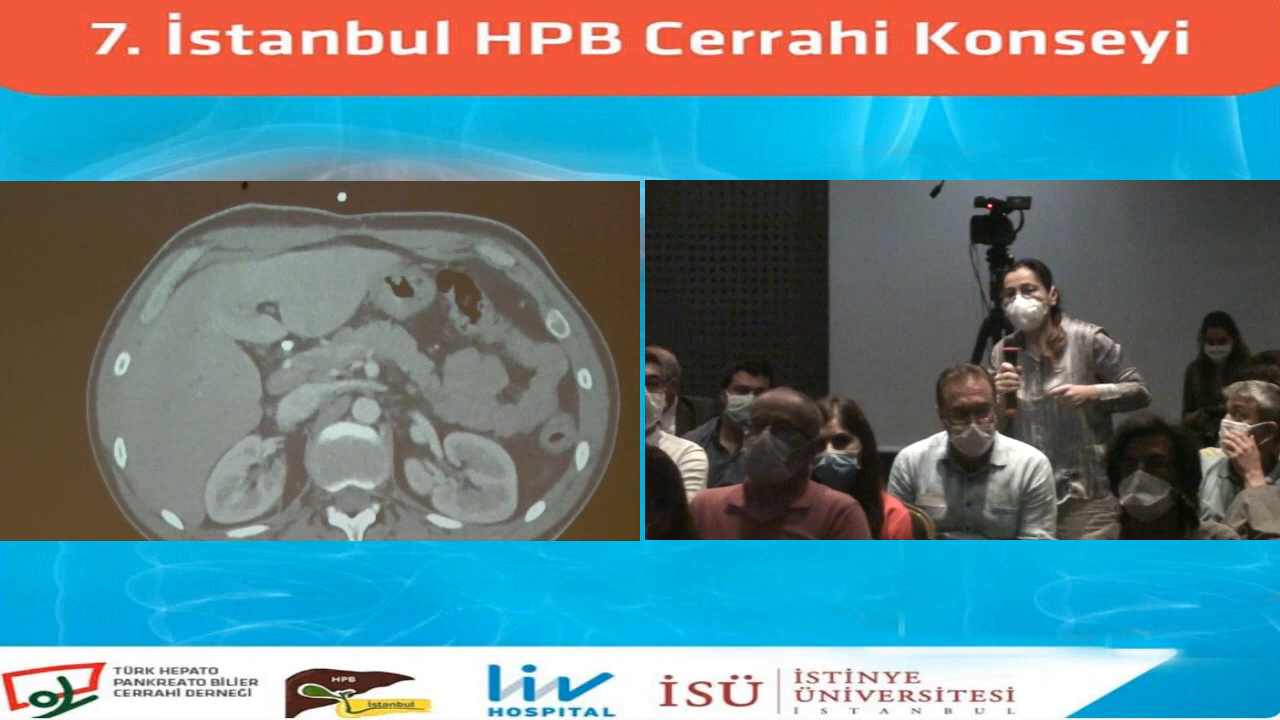 7. İstanbul HPB Cerrahi Konseyi
TÜRK HEPATO
PANKREATO BİLİER
CERRAHİ DERNEĞİ
HPB
İstanbul
liv
HOSPITAL
İSÜ
İSTİNYE
ÜNİVERSİTESİ
İSTANBUL